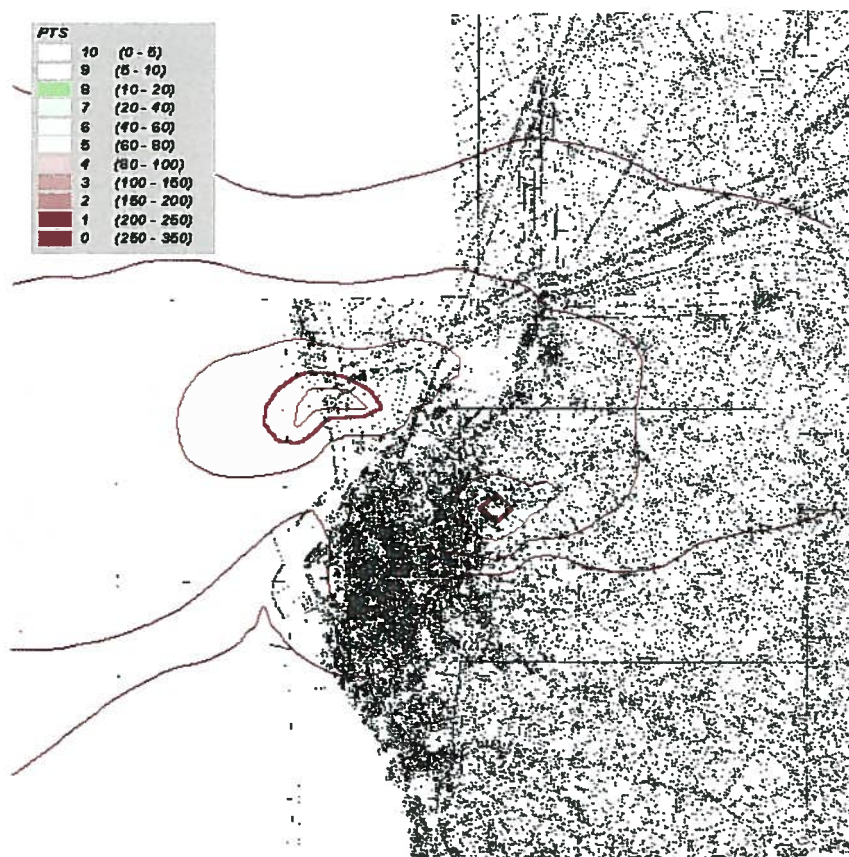 PTS
10 (0 - 5)
9 (5 - 10)
8 (10 - 20)
7 (20 - 40)
6 (40 - 60)
5 (60 - 80)
4 (80 - 100)
3 (100 - 150)
2 (150 - 200)
1 (200 - 250)
0 (250 - 350)